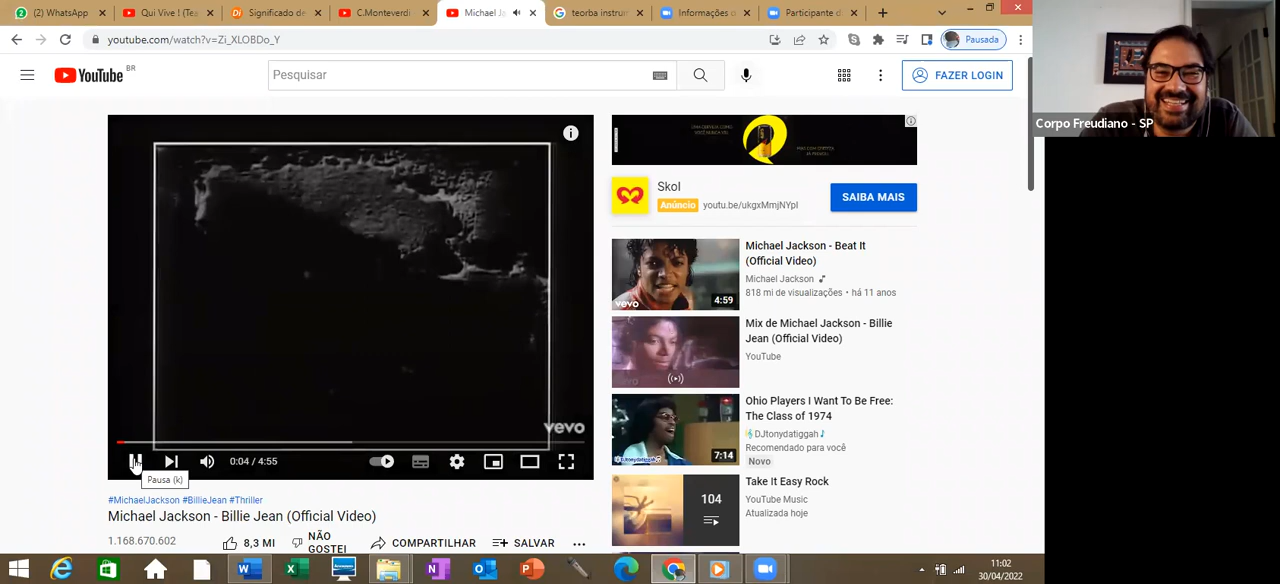 (2) WhatsApp
Qui Vive ! (Tea
Significado de
C.Monteverdi
Michael Ja
teorba instrum
Informações o
Participante d
youtube.com/watch?v=Zi_XLOBDo_Y
Pausada
YouTube BR
Pesquisar
FAZER LOGIN
Corpo Freudiano - SP
Skol
Anúncio youtu.be/ukgxMmjNYpI
SAIBA MAIS
Michael Jackson - Beat It
(Official Video)
Michael Jackson
818 mi de visualizações • há 11 anos
vevo
4:59
Mix de Michael Jackson - Billie
Jean (Official Video)
YouTube
Ohio Players I Want To Be Free:
The Class of 1974
DJtonydatiggah
Recomendado para você
Novo
7:14
Take It Easy Rock
YouTube Music
Atualizada hoje
104
vevo
0:04 / 4:55
Pausa (k)
#MichaelJackson #BillieJean #Thriller
Michael Jackson - Billie Jean (Official Video)
1.168.670.602
8,3 MI
NÃO
GOSTEI
COMPARTILHAR
SALVAR
11:02
30/04/2022